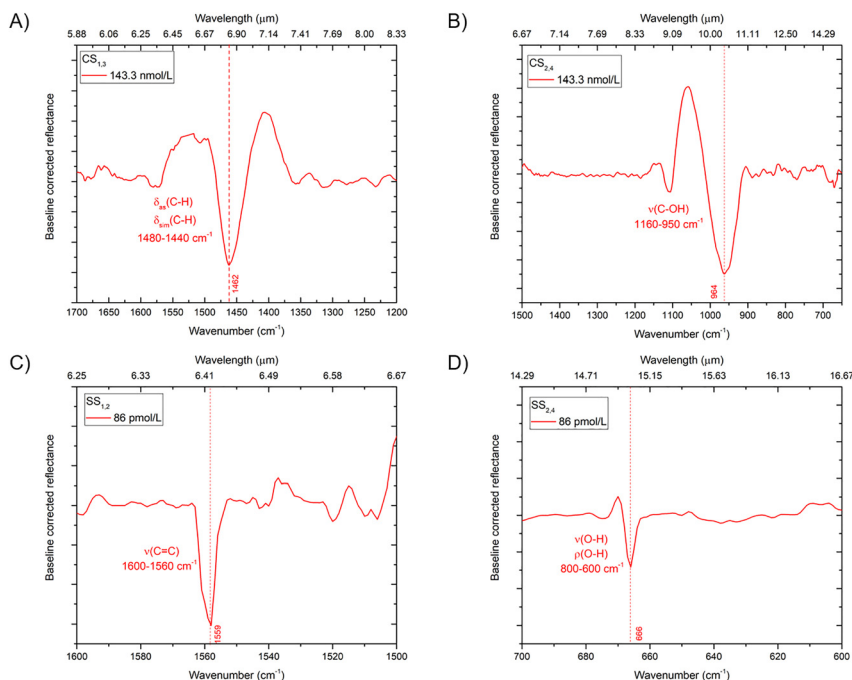 A)
Wavelength (μm)
5.88 6.06 6.25 6.45 6.67 6.90 7.14 7.41 7.69 8.00 8.33
CS1,3
143.3 nmol/L
Baseline corrected reflectance
δas(C-H)
δsim(C-H)
1480-1440 cm-1
1462
1700 1650 1600 1550 1500 1450 1400 1350 1300 1250 1200
Wavenumber (cm-1)
B)
Wavelength (μm)
6.67 7.14 7.69 8.33 9.09 10.00 11.11 12.50 14.29
CS2,4
143.3 nmol/L
Baseline corrected reflectance
ν(C-OH)
1160-950 cm-1
964
1500 1400 1300 1200 1100 1000 900 800 700
Wavenumber (cm-1)
C)
Wavelength (μm)
6.25 6.33 6.41 6.49 6.58 6.67
SS1,2
86 pmol/L
Baseline corrected reflectance
ν(C=C)
1600-1560 cm-1
1559
1600 1580 1560 1540 1520 1500
Wavenumber (cm-1)
D)
Wavelength (μm)
14.29 14.71 15.15 15.63 16.13 16.67
SS2,4
86 pmol/L
Baseline corrected reflectance
ν(O-H)
ρ(O-H)
800-600 cm-1
666
700 680 660 640 620 600
Wavenumber (cm-1)